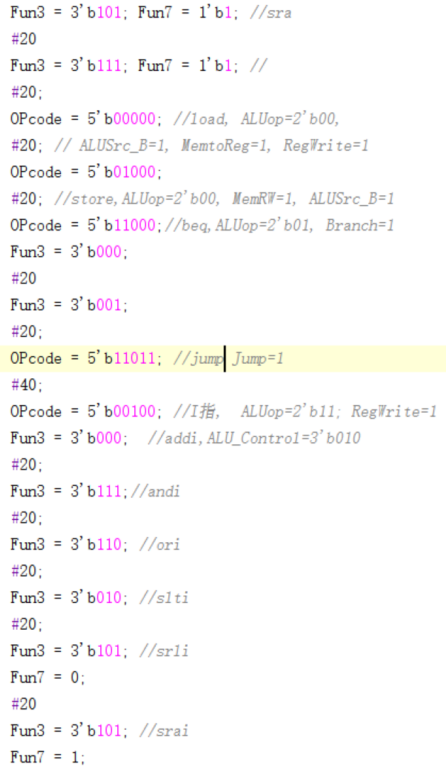 Fun3 = 3'b101; Fun7 = 1'b1; //sra
#20
Fun3 = 3'b111; Fun7 = 1'b1; //
#20;
OPcode = 5'b00000; //load, ALUop=2'b00,
#20; // ALUSrc_B=1, MemtoReg=1, RegWrite=1
OPcode = 5'b01000;
#20; //store,ALUop=2'b00, MemRW=1, ALUSrc_B=1
OPcode = 5'b11000;//beq,ALUop=2'b01, Branch=1
Fun3 = 3'b000;
#20
Fun3 = 3'b001;
#20;
OPcode = 5'b11011; //jump Jump=1
#40;
OPcode = 5'b00100; //I指, ALUop=2'b11; RegWrite=1
Fun3 = 3'b000; //addi,ALU_Control=3'b010
#20;
Fun3 = 3'b111;//andi
#20;
Fun3 = 3'b110; //ori
#20;
Fun3 = 3'b010; //slti
#20;
Fun3 = 3'b101; //srli
Fun7 = 0;
#20
Fun3 = 3'b101; //srai
Fun7 = 1;